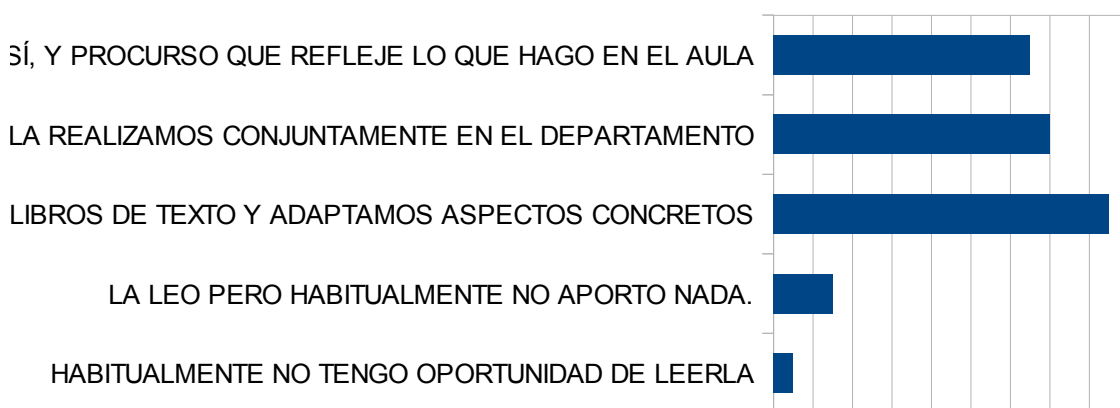 SÍ, Y PROCURSO QUE REFLEJE LO QUE HAGO EN EL AULA
LA REALIZAMOS CONJUNTAMENTE EN EL DEPARTAMENTO
LIBROS DE TEXTO Y ADAPTAMOS ASPECTOS CONCRETOS
LA LEO PERO HABITUALMENTE NO APORTO NADA.
HABITUALMENTE NO TENGO OPORTUNIDAD DE LEERLA